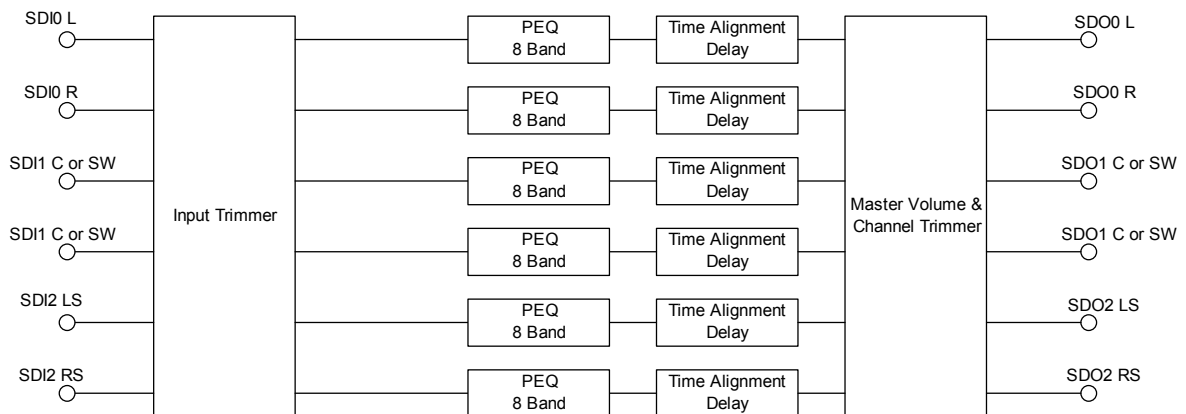 SDI0 L
PEQ
8 Band
Time Alignment
Delay
SDO0 L
SDI0 R
PEQ
8 Band
Time Alignment
Delay
SDO0 R
SDI1 C or SW
PEQ
8 Band
Time Alignment
Delay
SDO1 C or SW
Input Trimmer
Master Volume &
Channel Trimmer
SDI1 C or SW
PEQ
8 Band
Time Alignment
Delay
SDO1 C or SW
SDI2 LS
PEQ
8 Band
Time Alignment
Delay
SDO2 LS
SDI2 RS
PEQ
8 Band
Time Alignment
Delay
SDO2 RS